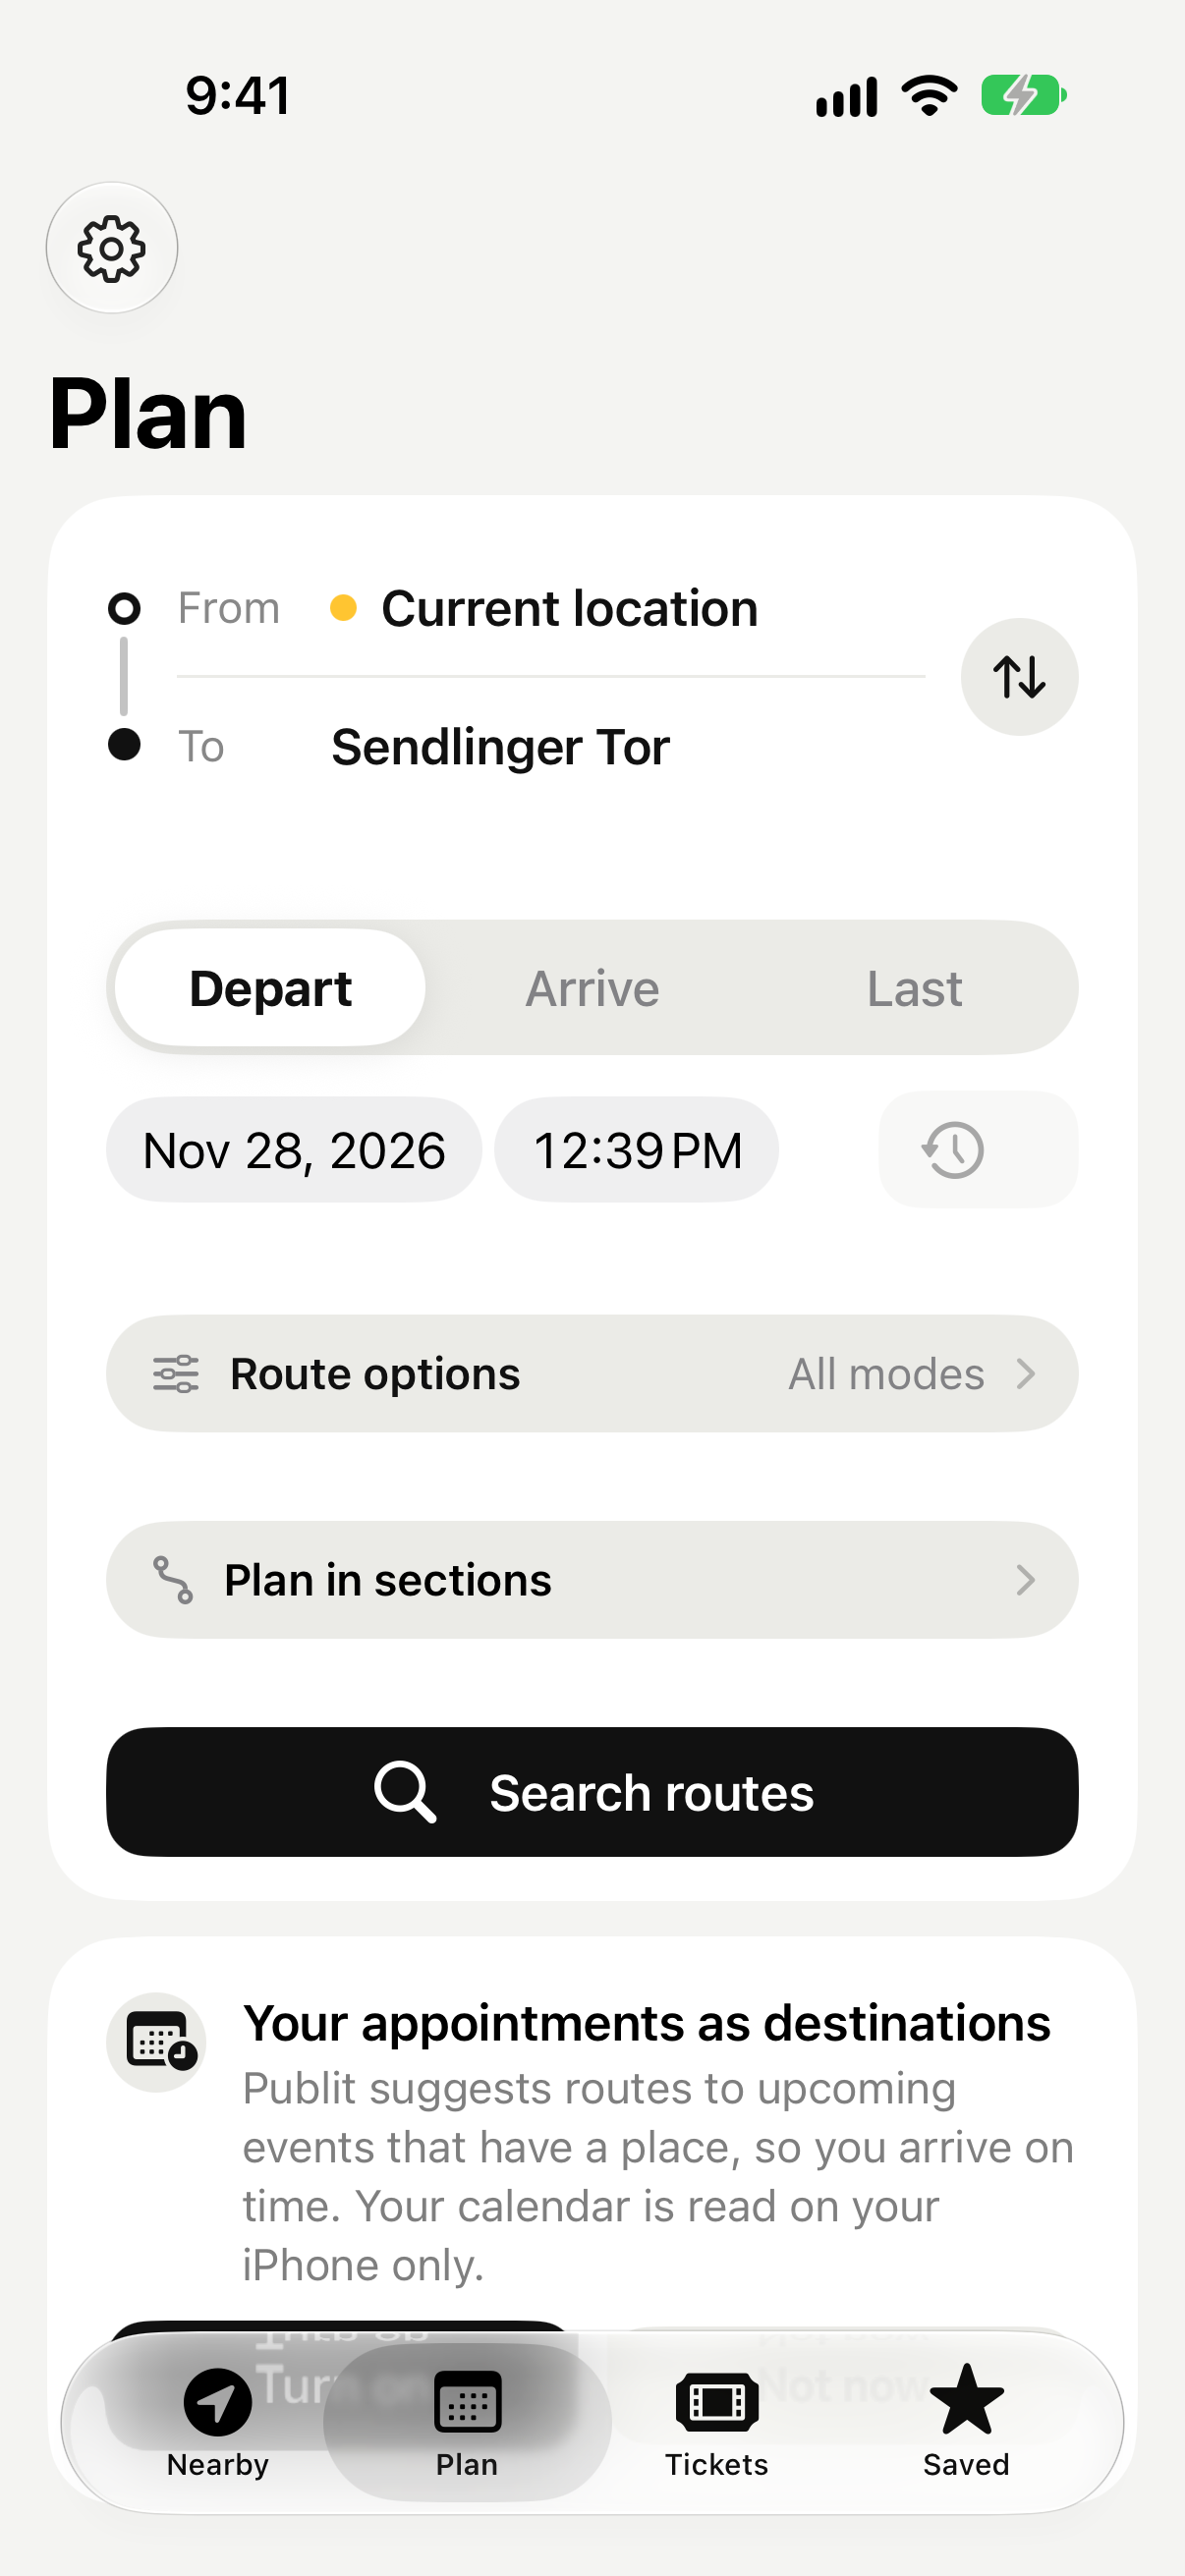 9:41
Plan
From Current location
To Sendlinger Tor
Depart Arrive Last
Nov 28, 2026 12:39 PM
Route options All modes
Plan in sections
Search routes
Your appointments as destinations
Publit suggests routes to upcoming
events that have a place, so you arrive on
time. Your calendar is read on your
iPhone only.
Not now
Nearby Plan Tickets Saved